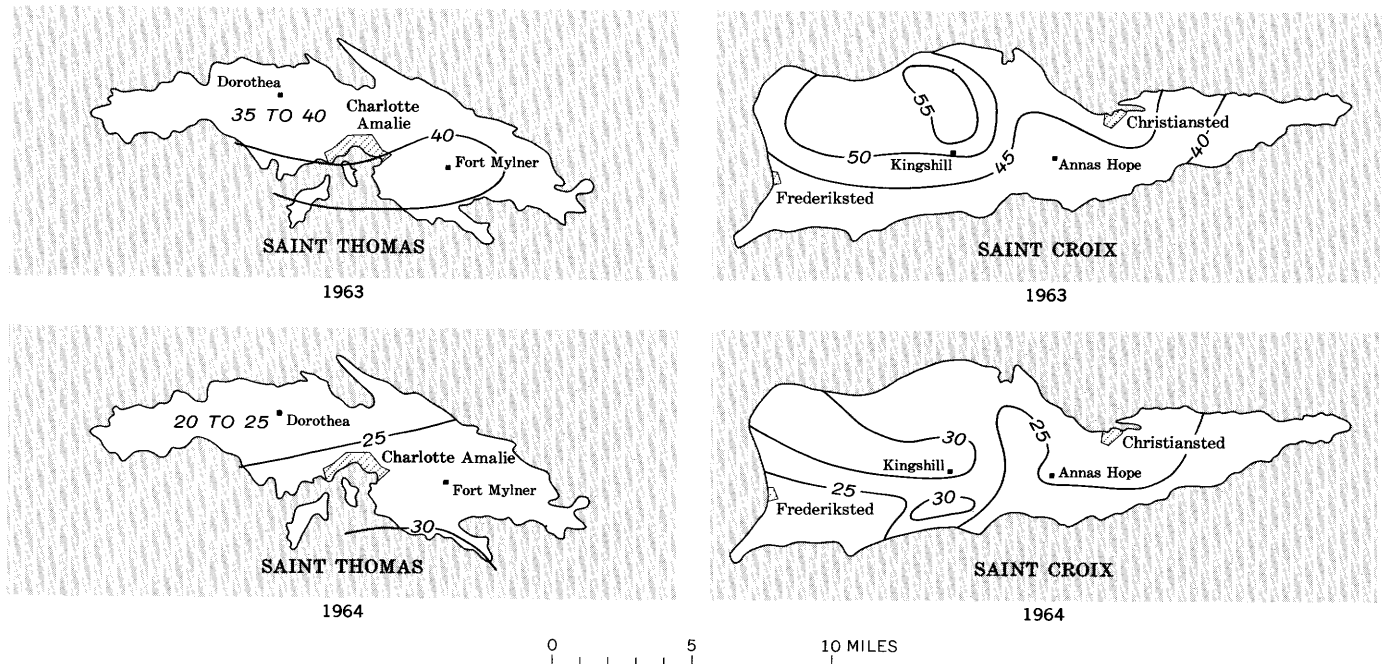 Dorothea
35 TO 40
Charlotte
Amalie
40
Fort Mylner
SAINT THOMAS
1963
55
50
Kingshill
45
Annas Hope
Christiansted
40
Frederiksted
SAINT CROIX
1963
20 TO 25
Dorothea
25
Charlotte Amalie
Fort Mylner
30
SAINT THOMAS
1964
30
Kingshill
25
Frederiksted
30
25
Christiansted
Annas Hope
SAINT CROIX
1964
0 5 10 MILES